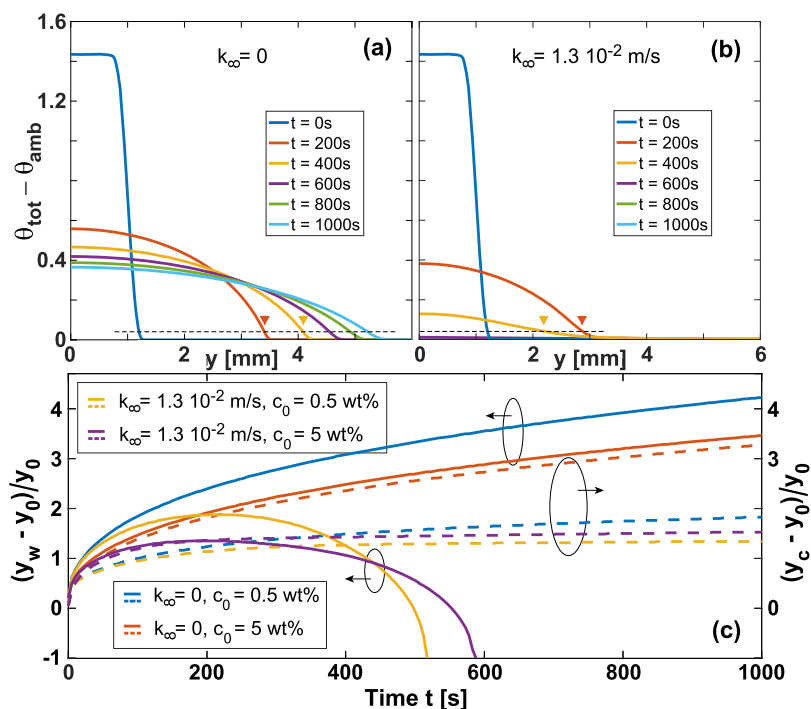 (a)
k∞= 0
1.6
1.2
0.4
0
θtot − θamb
t = 0s
t = 200s
t = 400s
t = 600s
t = 800s
t = 1000s
0 2 4
y [mm]
(b)
k∞= 1.3 10-2 m/s
t = 0s
t = 200s
t = 400s
t = 600s
t = 800s
t = 1000s
0 2 4 6
y [mm]
k∞= 1.3 10-2 m/s, c0 = 0.5 wt%
k∞= 1.3 10-2 m/s, c0 = 5 wt%
k∞= 0, c0 = 0.5 wt%
k∞= 0, c0 = 5 wt%
(c)
4
3
2
1
0
-1
(yw - y0)/y0
4
3
2
1
0
(yc - y0)/y0
0 200 400 600 800 1000
Time t [s]